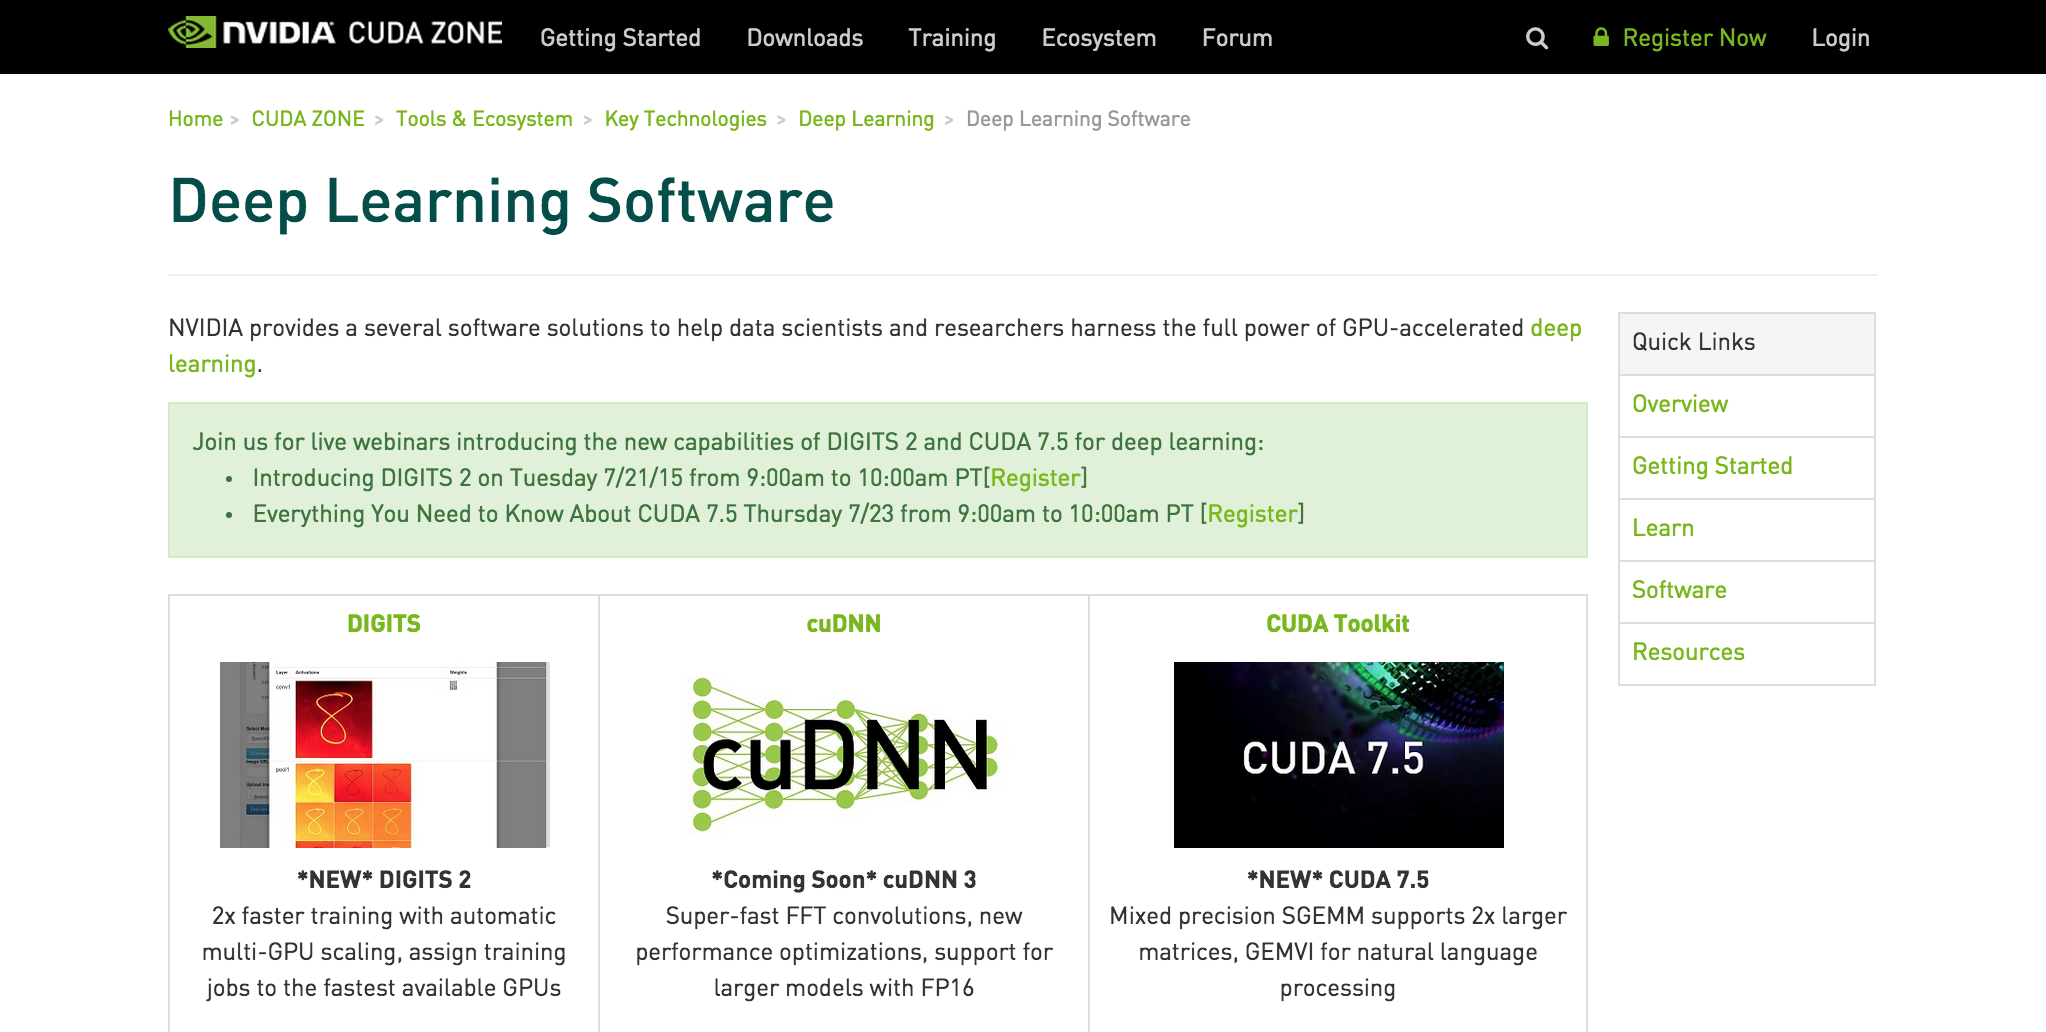 NVIDIA CUDA ZONE Getting Started Downloads Training Ecosystem Forum Register Now Login
Home > CUDA ZONE > Tools & Ecosystem > Key Technologies > Deep Learning > Deep Learning Software
Deep Learning Software
NVIDIA provides a several software solutions to help data scientists and researchers harness the full power of GPU-accelerated deep
learning.
Join us for live webinars introducing the new capabilities of DIGITS 2 and CUDA 7.5 for deep learning:
• Introducing DIGITS 2 on Tuesday 7/21/15 from 9:00am to 10:00am PT[Register]
• Everything You Need to Know About CUDA 7.5 Thursday 7/23 from 9:00am to 10:00am PT [Register]
DIGITS
Layer Activations Weights
conv1
pool1
*NEW* DIGITS 2
2x faster training with automatic
multi-GPU scaling, assign training
jobs to the fastest available GPUs
cuDNN
cuDNN
*Coming Soon* cuDNN 3
Super-fast FFT convolutions, new
performance optimizations, support for
larger models with FP16
CUDA Toolkit
CUDA 7.5
*NEW* CUDA 7.5
Mixed precision SGEMM supports 2x larger
matrices, GEMVI for natural language
processing
Quick Links
Overview
Getting Started
Learn
Software
Resources